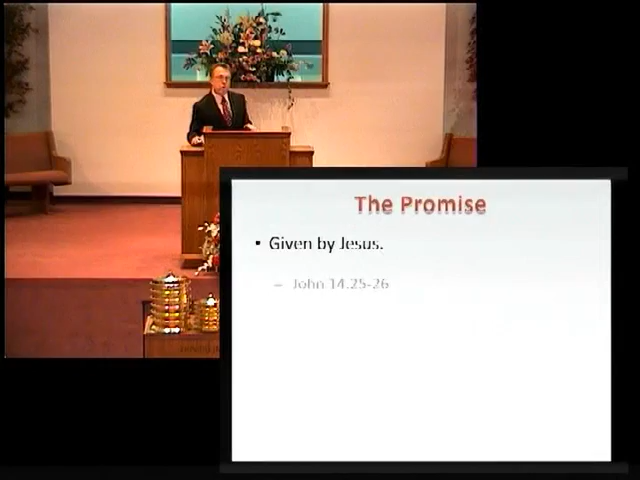 The Promise
• Given by Jesus.
– John 14.25-26